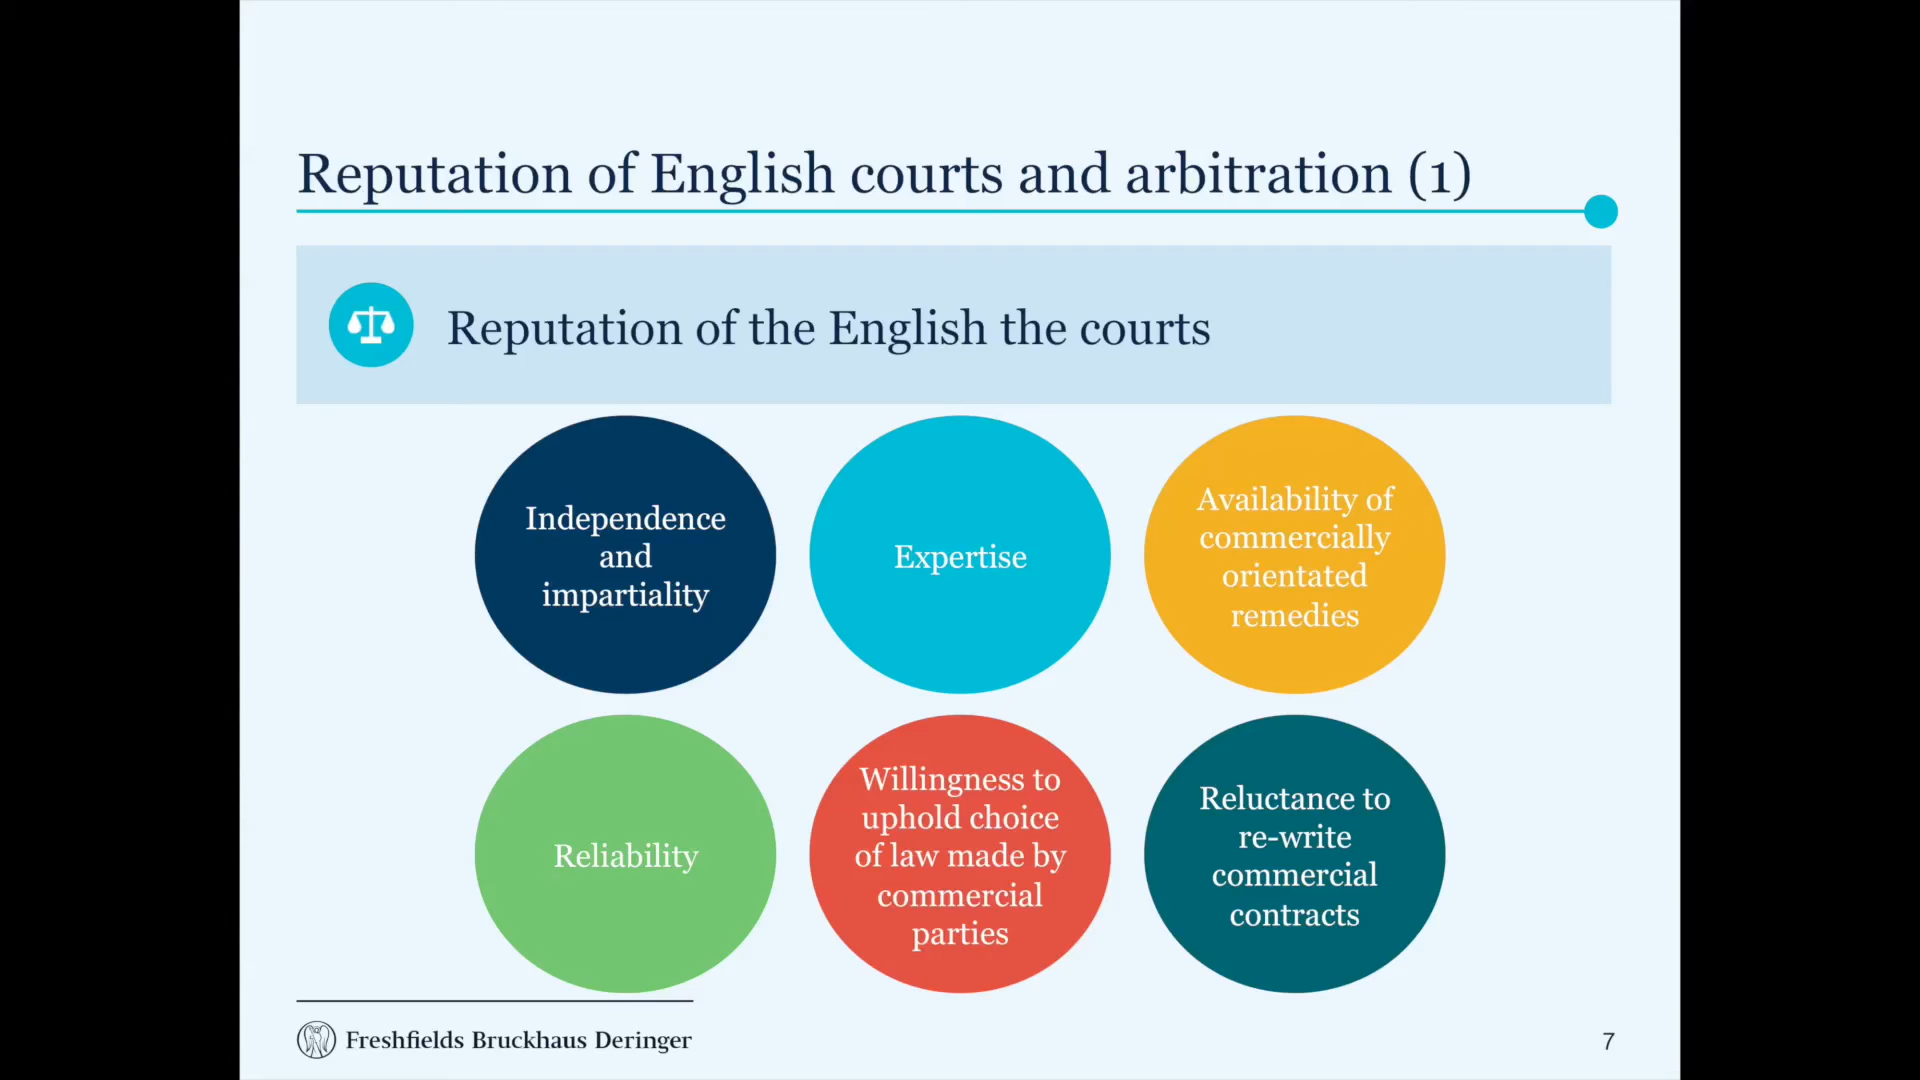 Reputation of English courts and arbitration (1)
Reputation of the English the courts
Independence
and
impartiality
Expertise
Availability of
commercially
orientated
remedies
Reliability
Willingness to
uphold choice
of law made by
commercial
parties
Reluctance to
re-write
commercial
contracts
Freshfields Bruckhaus Deringer
7